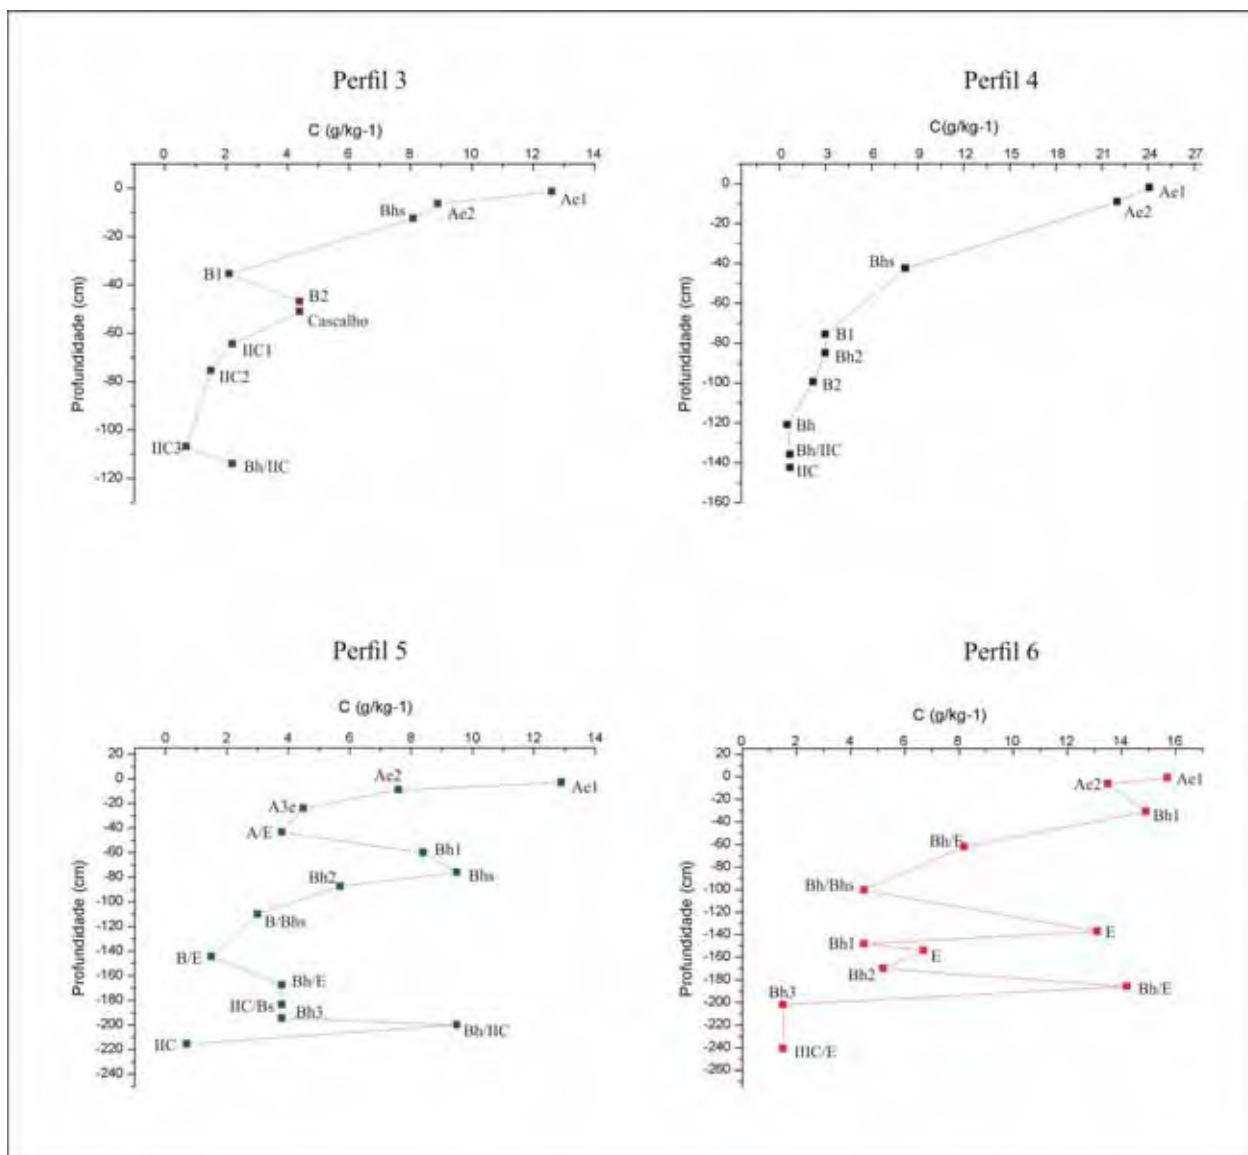 Perfil 3
C (g/kg-1)
0 2 4 6 8 10 12 14
Profundidade (cm)
0
-20
-40
-60
-80
-100
-120
Ae1
Ae2
Bhs
B1
B2
Cascalho
IIC1
IIC2
IIC3
Bh/IIC
Perfil 4
C(g/kg-1)
0 3 6 9 12 15 18 21 24 27
Profundidade (cm)
0
-20
-40
-60
-80
-100
-120
-140
-160
Ae1
Ae2
Bhs
B1
Bh2
B2
Bh
Bh/IIC
IIC
Perfil 5
C (g/kg-1)
0 2 4 6 8 10 12 14
Profundidade (cm)
20
0
-20
-40
-60
-80
-100
-120
-140
-160
-180
-200
-220
-240
Ae2
Ae1
A3e
A/E
Bh1
Bhs
Bh2
B/Bhs
B/E
Bh/E
IIC/Bs
Bh3
Bh/IIC
IIC
Perfil 6
C (g/kg-1)
0 2 4 6 8 10 12 14 16
Profundidade (cm)
20
0
-20
-40
-60
-80
-100
-120
-140
-160
-180
-200
-220
-240
-260
Ae1
Ae2
Bh1
Bh/E
Bh/Bhs
E
Bh1
E
Bh2
Bh/E
Bh3
IIIC/E